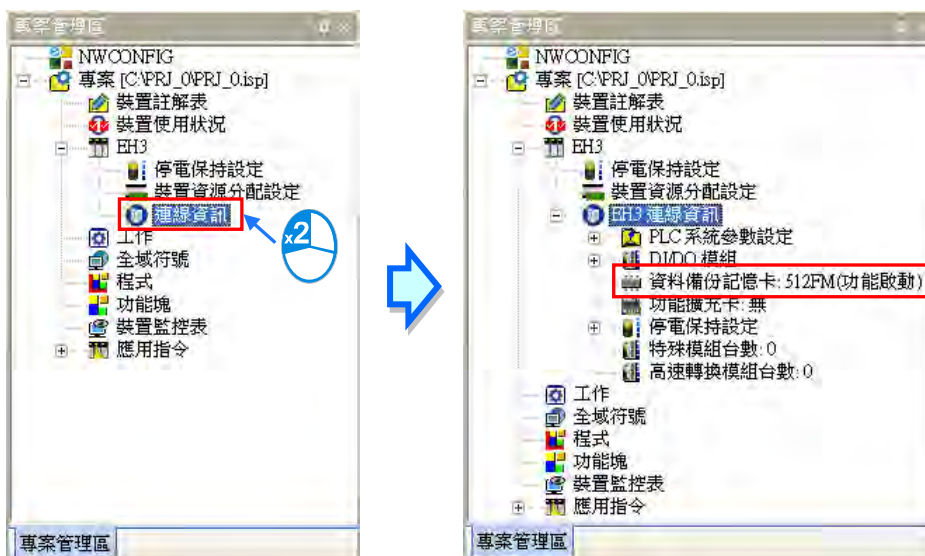 專案管理區
NWCONFIG
專案 [C:\PRJ_0\PRJ_0.isp]
裝置註解表
裝置使用狀況
EH3
停電保持設定
裝置資源分配設定
連線資訊
x2
工作
全域符號
程式
功能塊
裝置監控表
應用指令
專案管理區
專案管理區
NWCONFIG
專案 [C:\PRJ_0\PRJ_0.isp]
裝置註解表
裝置使用狀況
EH3
停電保持設定
裝置資源分配設定
EH3 連線資訊
PLC 系統參數設定
DI/DO 模組
資料備份記憶卡: 512FM(功能啟動)
功能擴充卡: 無
停電保持設定
特殊模組台數: 0
高速轉換模組台數: 0
工作
全域符號
程式
功能塊
裝置監控表
應用指令
專案管理區